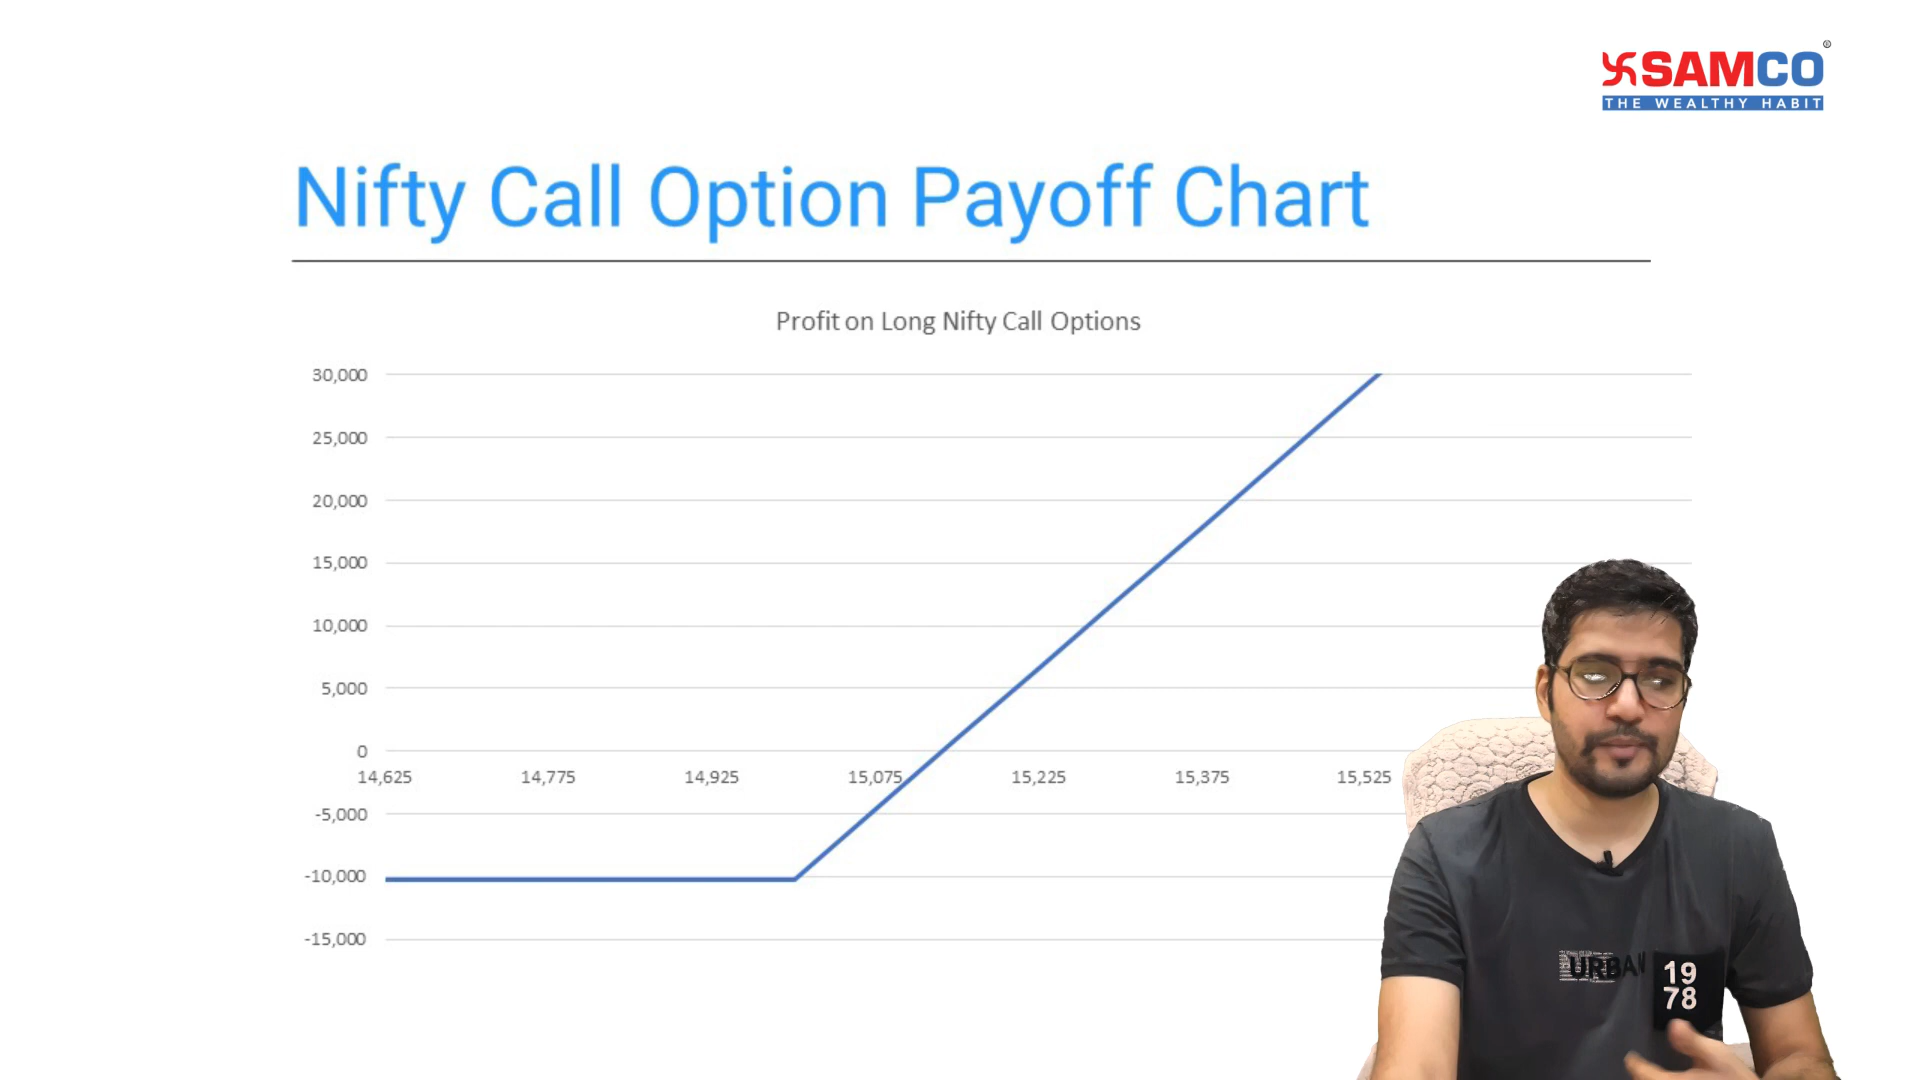 SAMCO®
THE WEALTHY HABIT
Nifty Call Option Payoff Chart
Profit on Long Nifty Call Options
30,000
25,000
20,000
15,000
10,000
5,000
0
14,625 14,775 14,925 15,075 15,225 15,375 15,525
-5,000
-10,000
-15,000
URBAN
19
78